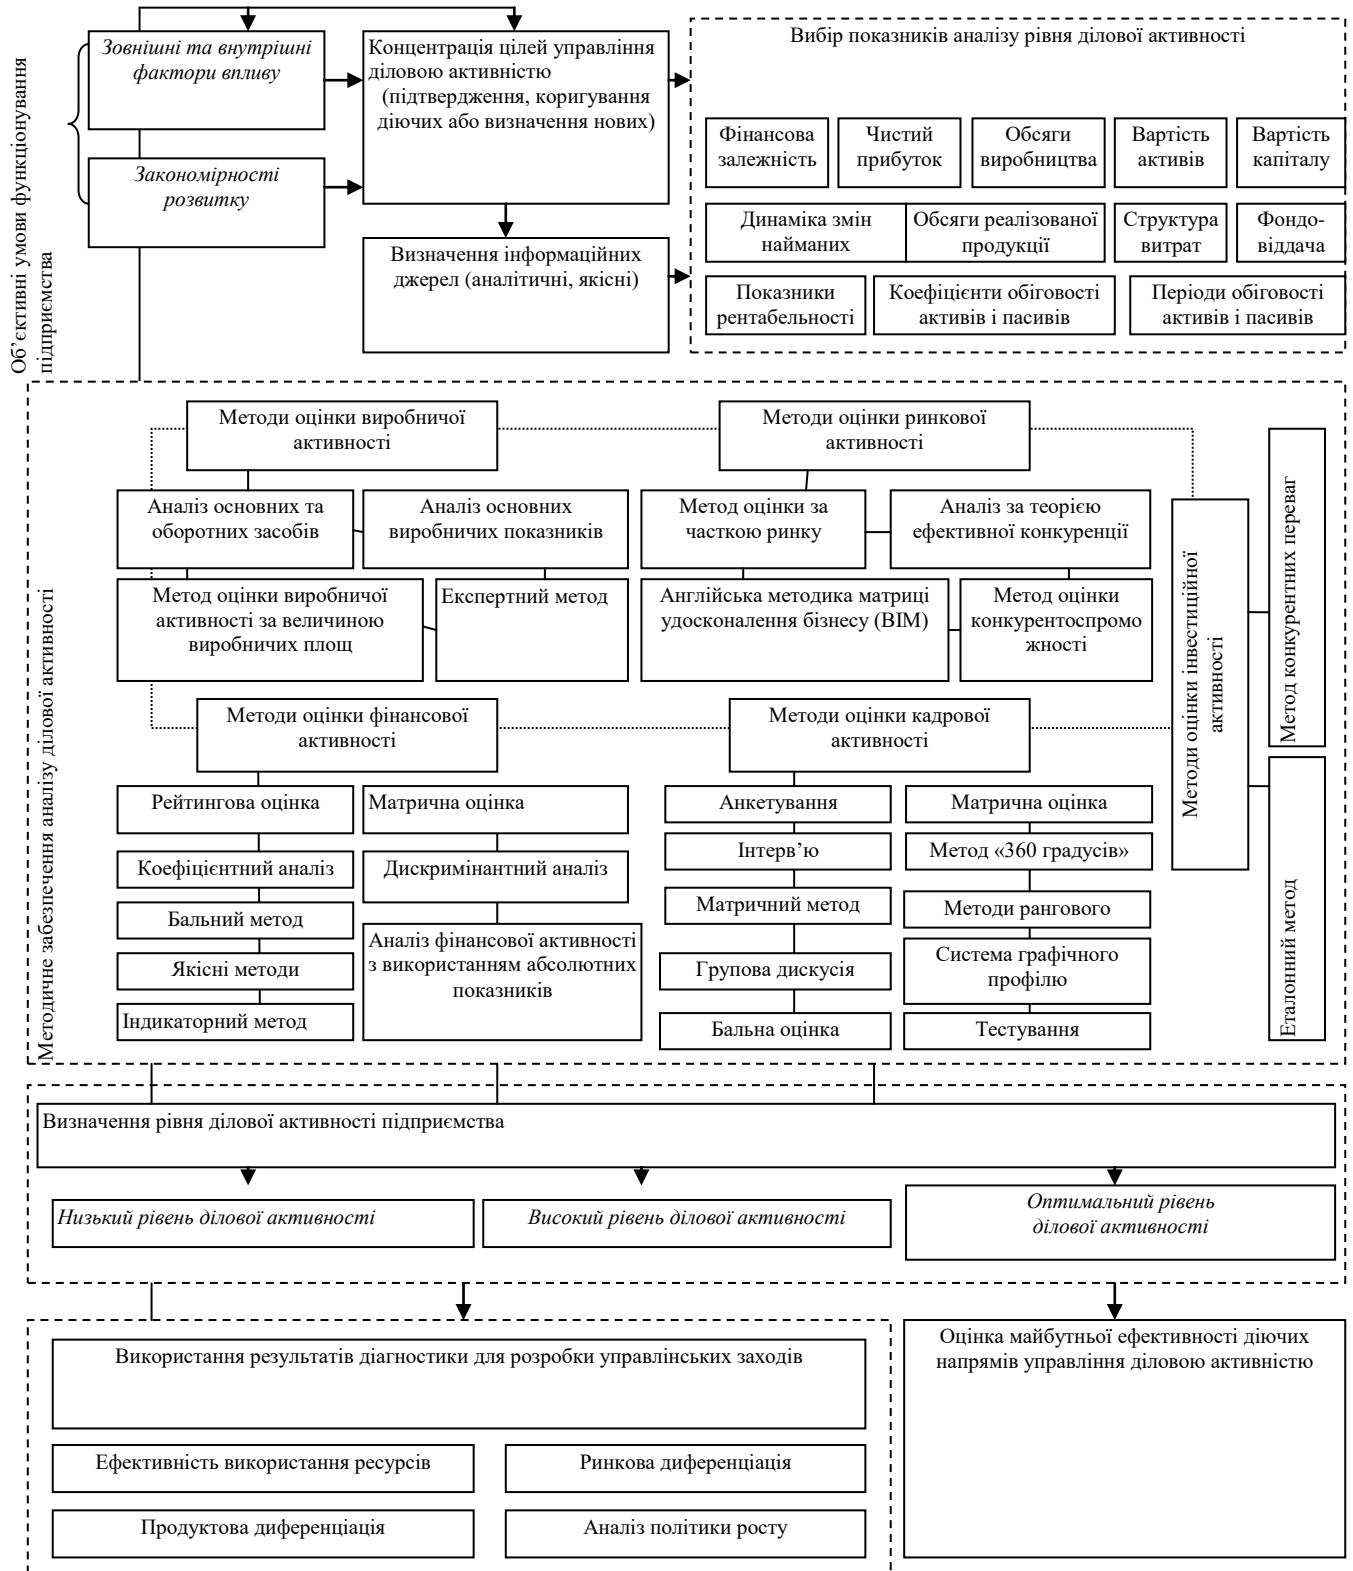 Об’єктивні умови функціонування
підприємства
Зовнішні та внутрішні
фактори впливу
Закономірності
розвитку
Концентрація цілей управління
діловою активністю
(підтвердження, коригування
діючих або визначення нових)
Визначення інформаційних
джерел (аналітичні, якісні)
Вибір показників аналізу рівня ділової активності
Фінансова
залежність
Чистий
прибуток
Обсяги
виробництва
Вартість
активів
Вартість
капіталу
Динаміка змін
найманих
Обсяги реалізованої
продукції
Структура
витрат
Фондо-
віддача
Показники
рентабельності
Коефіцієнти обіговості
активів і пасивів
Періоди обіговості
активів і пасивів
Методичне забезпечення аналізу ділової активності
Методи оцінки виробничої
активності
Методи оцінки ринкової
активності
Аналіз основних та
оборотних засобів
Аналіз основних
виробничих показників
Метод оцінки за
часткою ринку
Аналіз за теорією
ефективної конкуренції
Метод оцінки виробничої
активності за величиною
виробничих площ
Експертний метод
Англійська методика матриці
удосконалення бізнесу (BIM)
Метод оцінки
конкурентоспромо
жності
Методи оцінки інвестиційної
активності
Метод конкурентних переваг
Еталонний метод
Методи оцінки фінансової
активності
Методи оцінки кадрової
активності
Рейтингова оцінка
Коефіцієнтний аналіз
Бальний метод
Якісні методи
Індикаторний метод
Матрична оцінка
Дискримінантний аналіз
Аналіз фінансової активності
з використанням абсолютних
показників
Анкетування
Інтерв’ю
Матричний метод
Групова дискусія
Бальна оцінка
Матрична оцінка
Метод «360 градусів»
Методи рангового
Система графічного
профілю
Тестування
Визначення рівня ділової активності підприємства
Низький рівень ділової активності
Високий рівень ділової активності
Оптимальний рівень
ділової активності
Використання результатів діагностики для розробки управлінських заходів
Ефективність використання ресурсів
Ринкова диференціація
Продуктова диференціація
Аналіз політики росту
Оцінка майбутньої ефективності діючих
напрямів управління діловою активністю